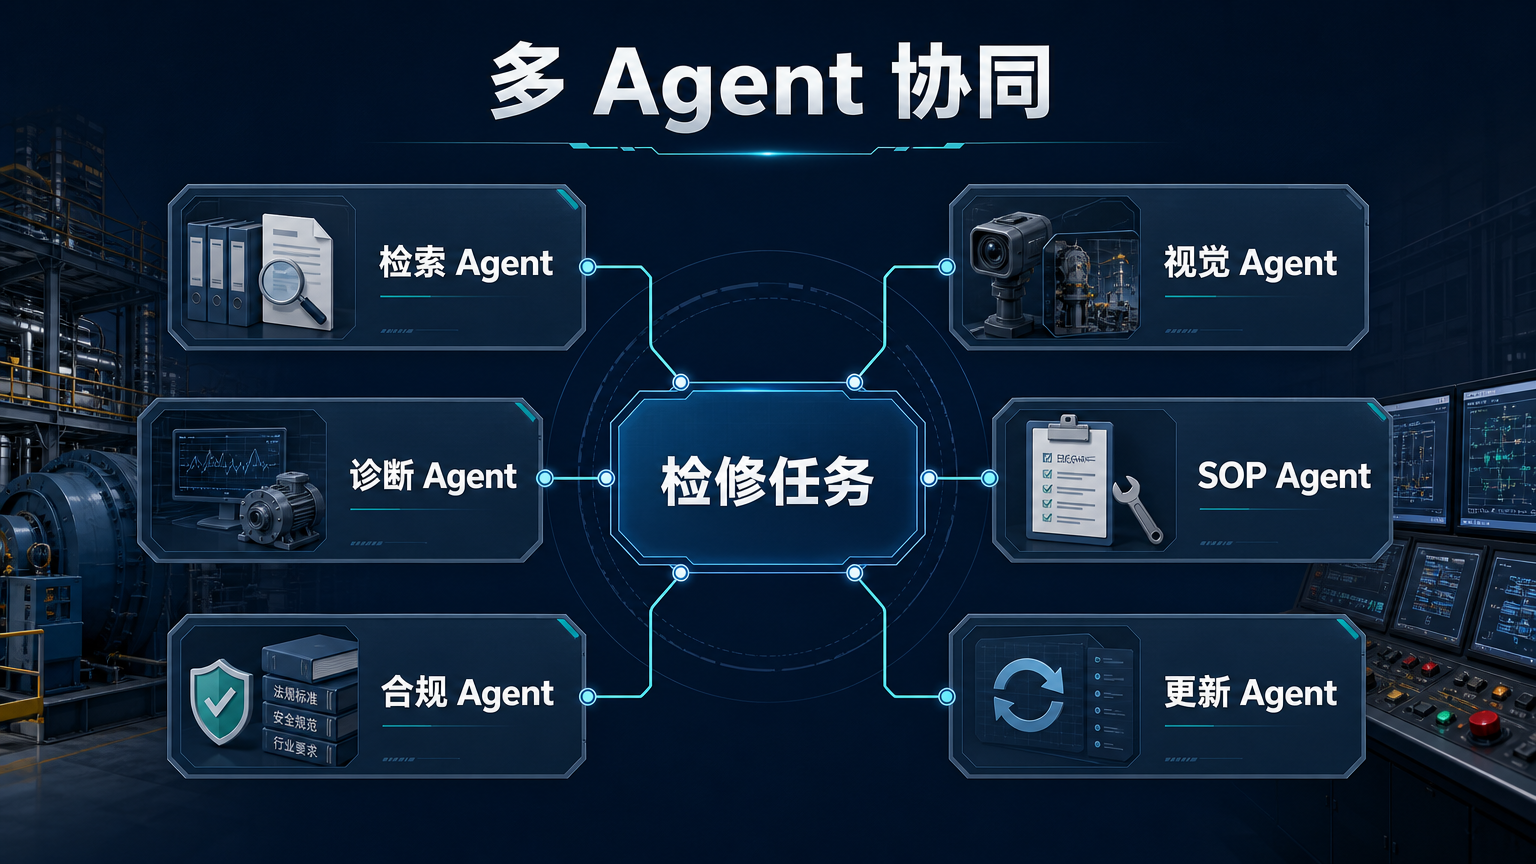 多 Agent 协同
检索 Agent
视觉 Agent
诊断 Agent
检修任务
SOP Agent
合规 Agent
法规标准
安全规范
行业要求
更新 Agent